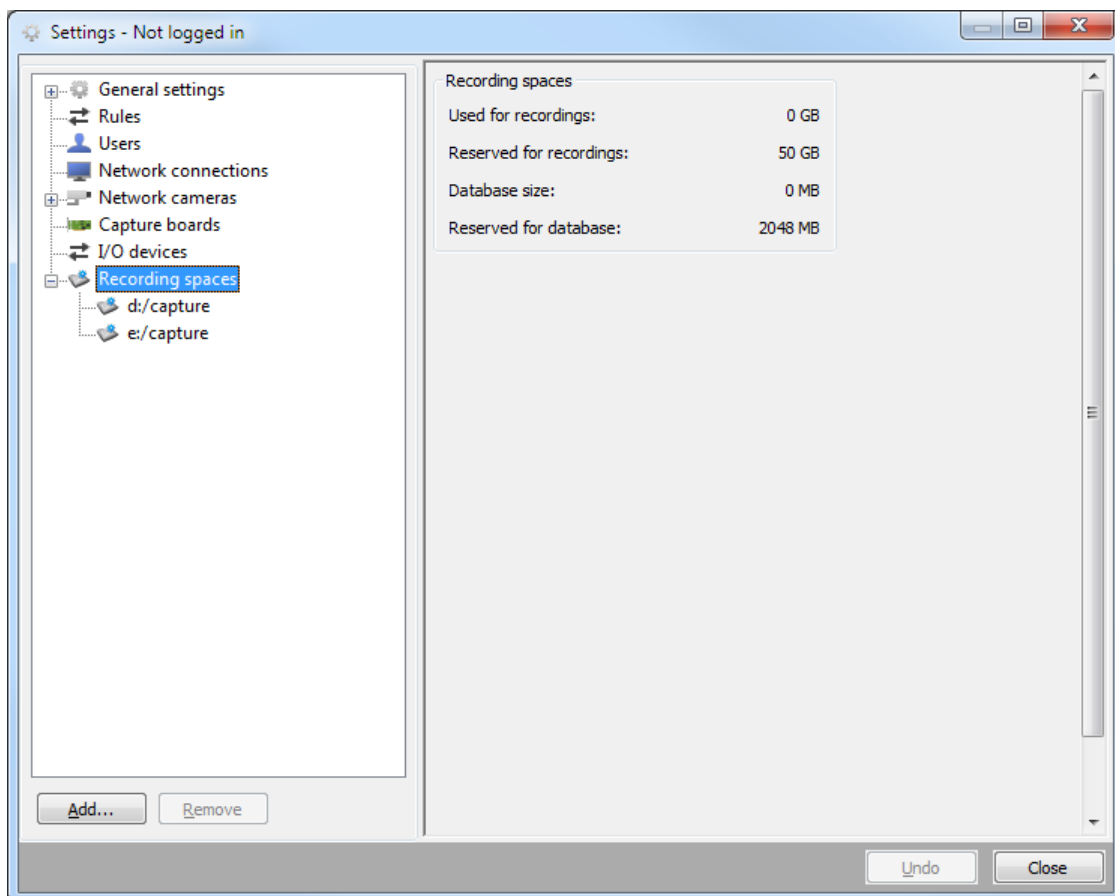 Settings - Not logged in
General settings
Rules
Users
Network connections
Network cameras
Capture boards
I/O devices
Recording spaces
d:/capture
e:/capture
Add...
Remove
Recording spaces
Used for recordings: 0 GB
Reserved for recordings: 50 GB
Database size: 0 MB
Reserved for database: 2048 MB
Undo
Close